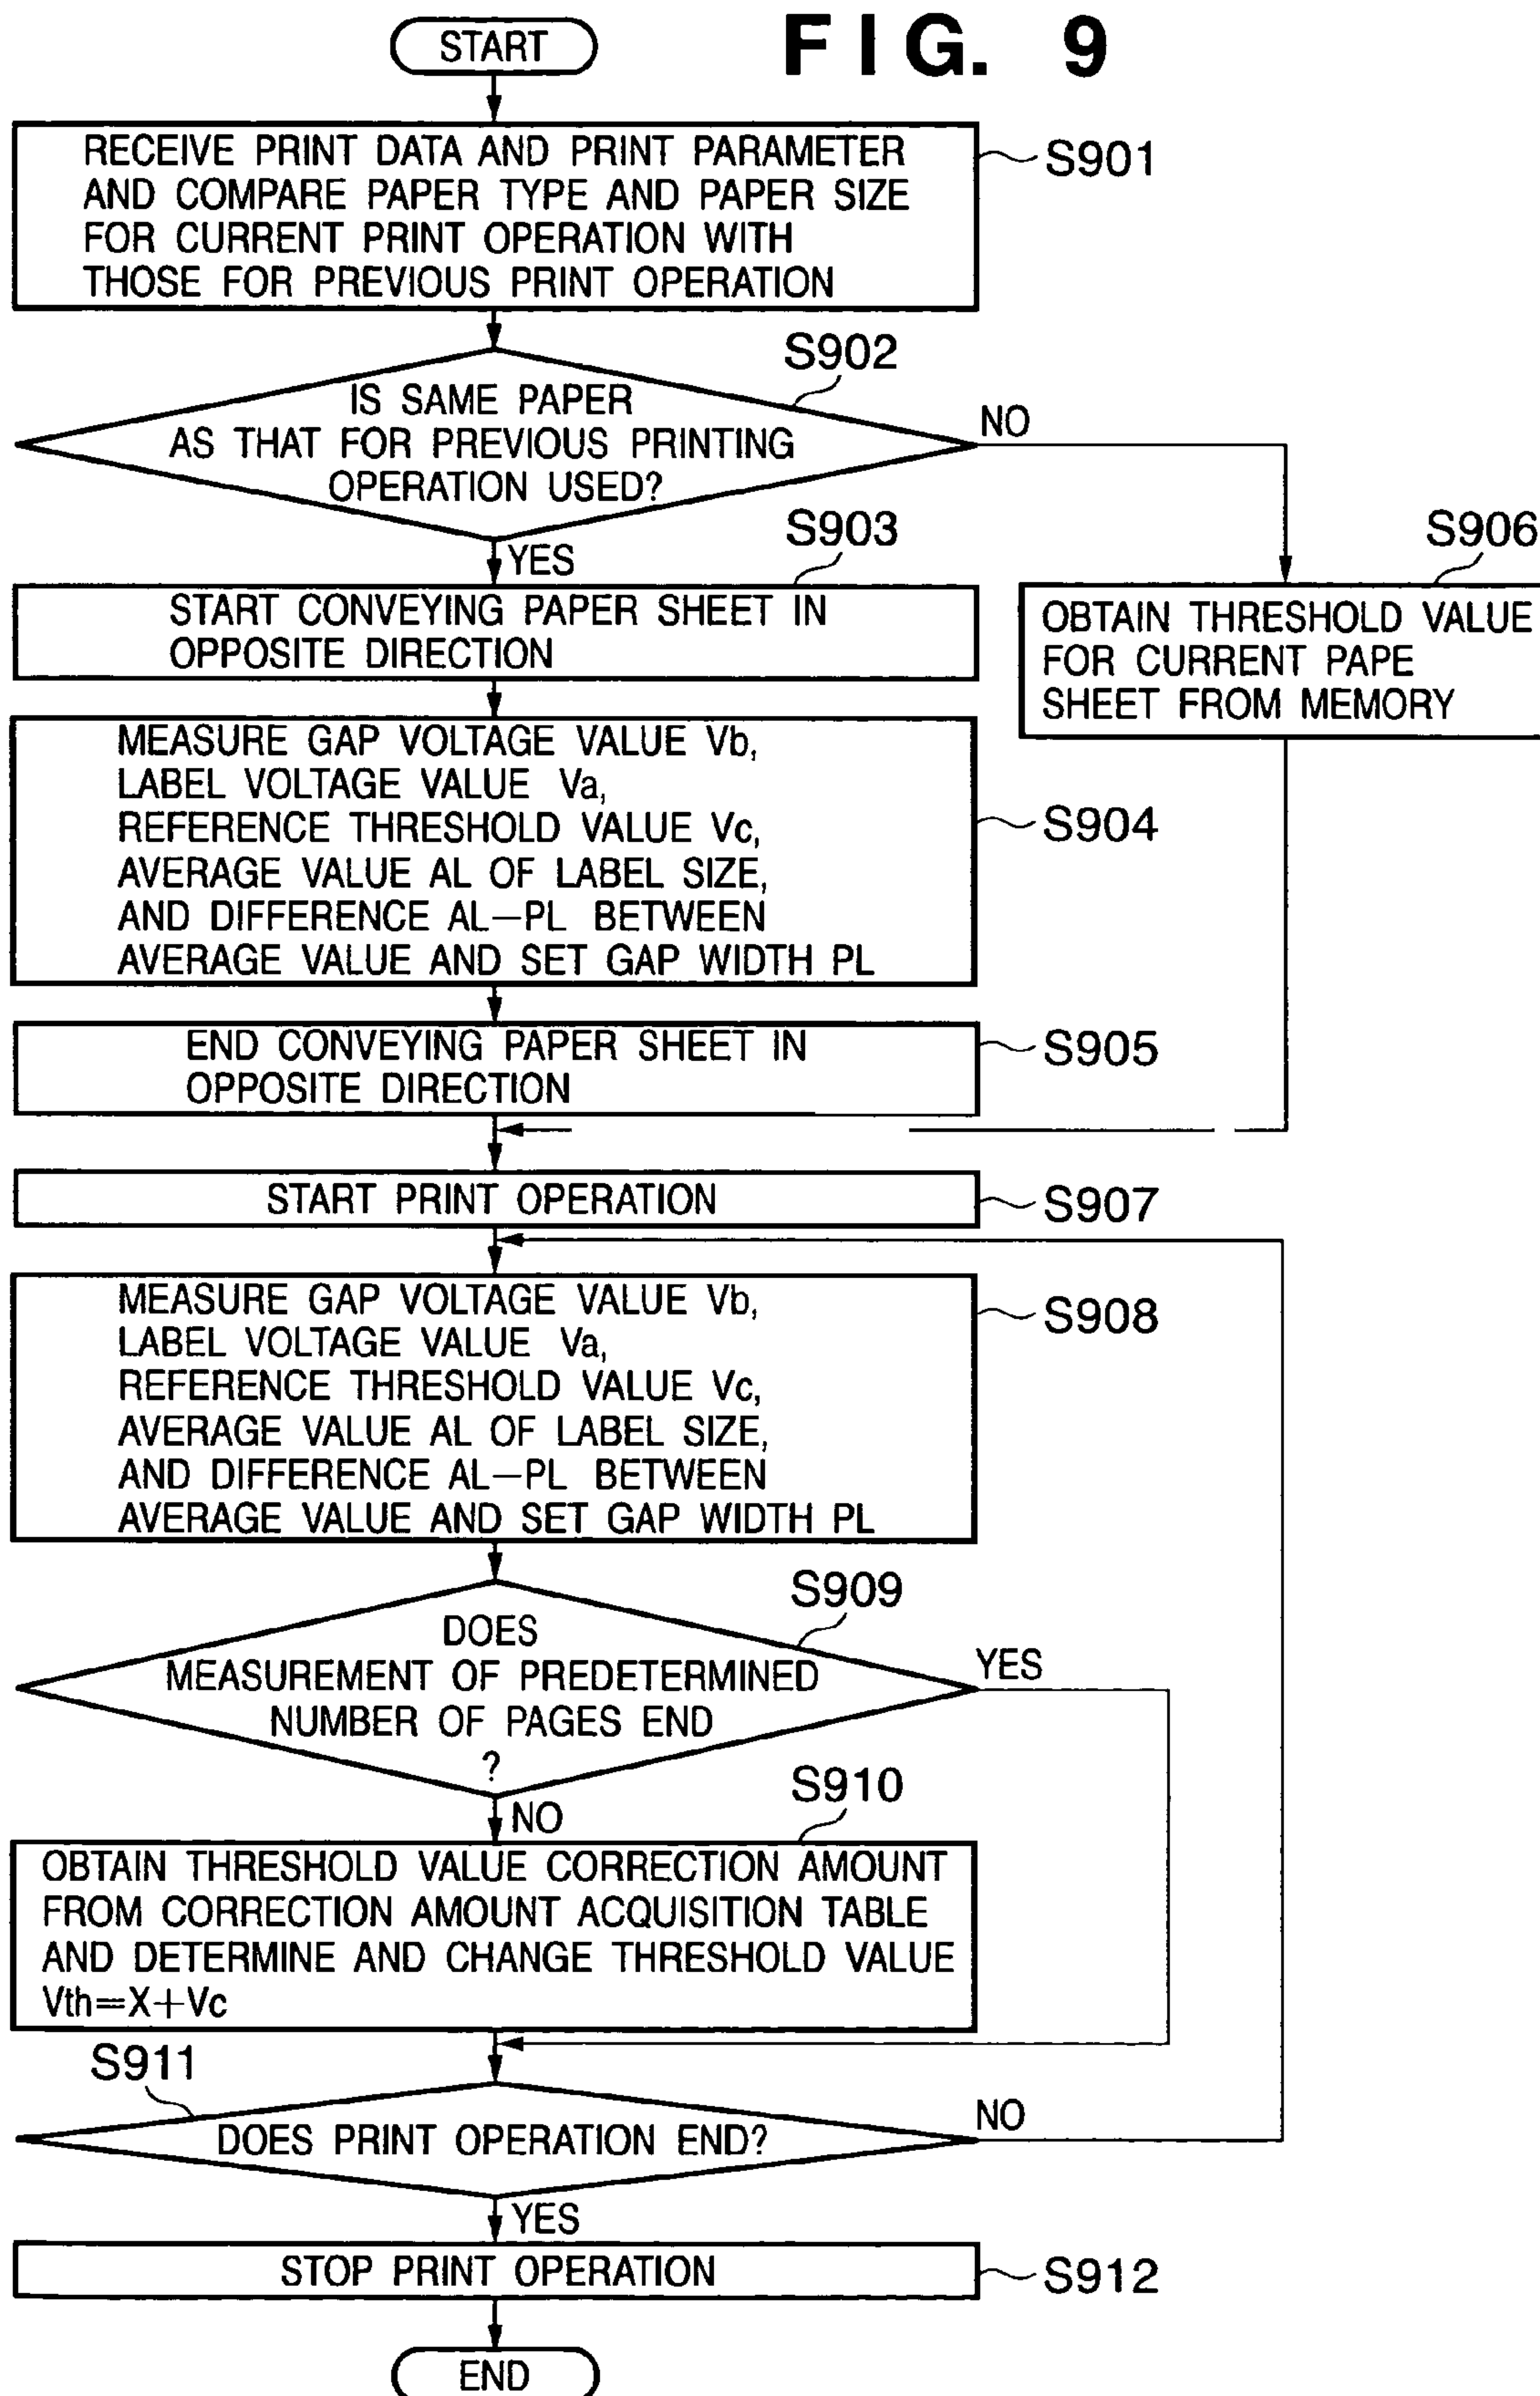 FIG. 9
START
RECEIVE PRINT DATA AND PRINT PARAMETER
AND COMPARE PAPER TYPE AND PAPER SIZE
FOR CURRENT PRINT OPERATION WITH
THOSE FOR PREVIOUS PRINT OPERATION
S901
S902
IS SAME PAPER
AS THAT FOR PREVIOUS PRINTING
OPERATION USED?
NO
YES
S903
START CONVEYING PAPER SHEET IN
OPPOSITE DIRECTION
S906
OBTAIN THRESHOLD VALUE
FOR CURRENT PAPE
SHEET FROM MEMORY
MEASURE GAP VOLTAGE VALUE Vb,
LABEL VOLTAGE VALUE Va,
REFERENCE THRESHOLD VALUE Vc,
AVERAGE VALUE AL OF LABEL SIZE,
AND DIFFERENCE AL—PL BETWEEN
AVERAGE VALUE AND SET GAP WIDTH PL
S904
END CONVEYING PAPER SHEET IN
OPPOSITE DIRECTION
S905
START PRINT OPERATION
S907
MEASURE GAP VOLTAGE VALUE Vb,
LABEL VOLTAGE VALUE Va,
REFERENCE THRESHOLD VALUE Vc,
AVERAGE VALUE AL OF LABEL SIZE,
AND DIFFERENCE AL—PL BETWEEN
AVERAGE VALUE AND SET GAP WIDTH PL
S908
S909
DOES
MEASUREMENT OF PREDETERMINED
NUMBER OF PAGES END
?
YES
NO
S910
OBTAIN THRESHOLD VALUE CORRECTION AMOUNT
FROM CORRECTION AMOUNT ACQUISITION TABLE
AND DETERMINE AND CHANGE THRESHOLD VALUE
Vth=X+Vc
S911
DOES PRINT OPERATION END?
NO
YES
STOP PRINT OPERATION
S912
END